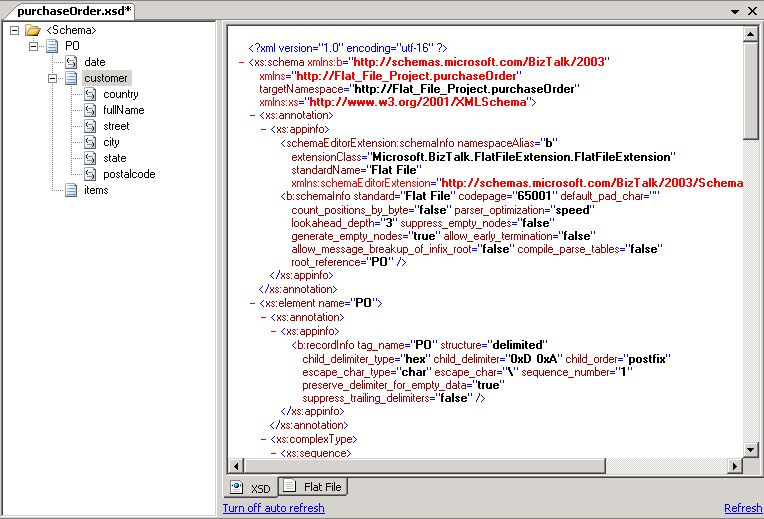 purchaseOrder.xsd*
<Schema>
PO
date
customer
country
fullName
street
city
state
postalcode
items
<?xml version="1.0" encoding="utf-16" ?>
- <xs:schema xmlns:b="http://schemas.microsoft.com/BizTalk/2003"
xmlns="http://Flat_File_Project.purchaseOrder"
targetNamespace="http://Flat_File_Project.purchaseOrder"
xmlns:xs="http://www.w3.org/2001/XMLSchema">
- <xs:annotation>
- <xs:appinfo>
<schemaEditorExtension:schemaInfo namespaceAlias="b"
extensionClass="Microsoft.BizTalk.FlatFileExtension.FlatFileExtension"
standardName="Flat File"
xmlns:schemaEditorExtension="http://schemas.microsoft.com/BizTalk/2003/Schema
<b:schemaInfo standard="Flat File" codepage="65001" default_pad_char=""
count_positions_by_byte="false" parser_optimization="speed"
lookahead_depth="3" suppress_empty_nodes="false"
generate_empty_nodes="true" allow_early_termination="false"
allow_message_breakup_of_infix_root="false" compile_parse_tables="false"
root_reference="PO" />
</xs:appinfo>
</xs:annotation>
- <xs:element name="PO">
- <xs:annotation>
- <xs:appinfo>
<b:recordInfo tag_name="PO" structure="delimited"
child_delimiter_type="hex" child_delimiter="0xD 0xA" child_order="postfix"
escape_char_type="char" escape_char="\" sequence_number="1"
preserve_delimiter_for_empty_data="true"
suppress_trailing_delimiters="false" />
</xs:appinfo>
</xs:annotation>
- <xs:complexType>
- <xs:sequence>
XSD
Flat File
Turn off auto refresh
Refresh